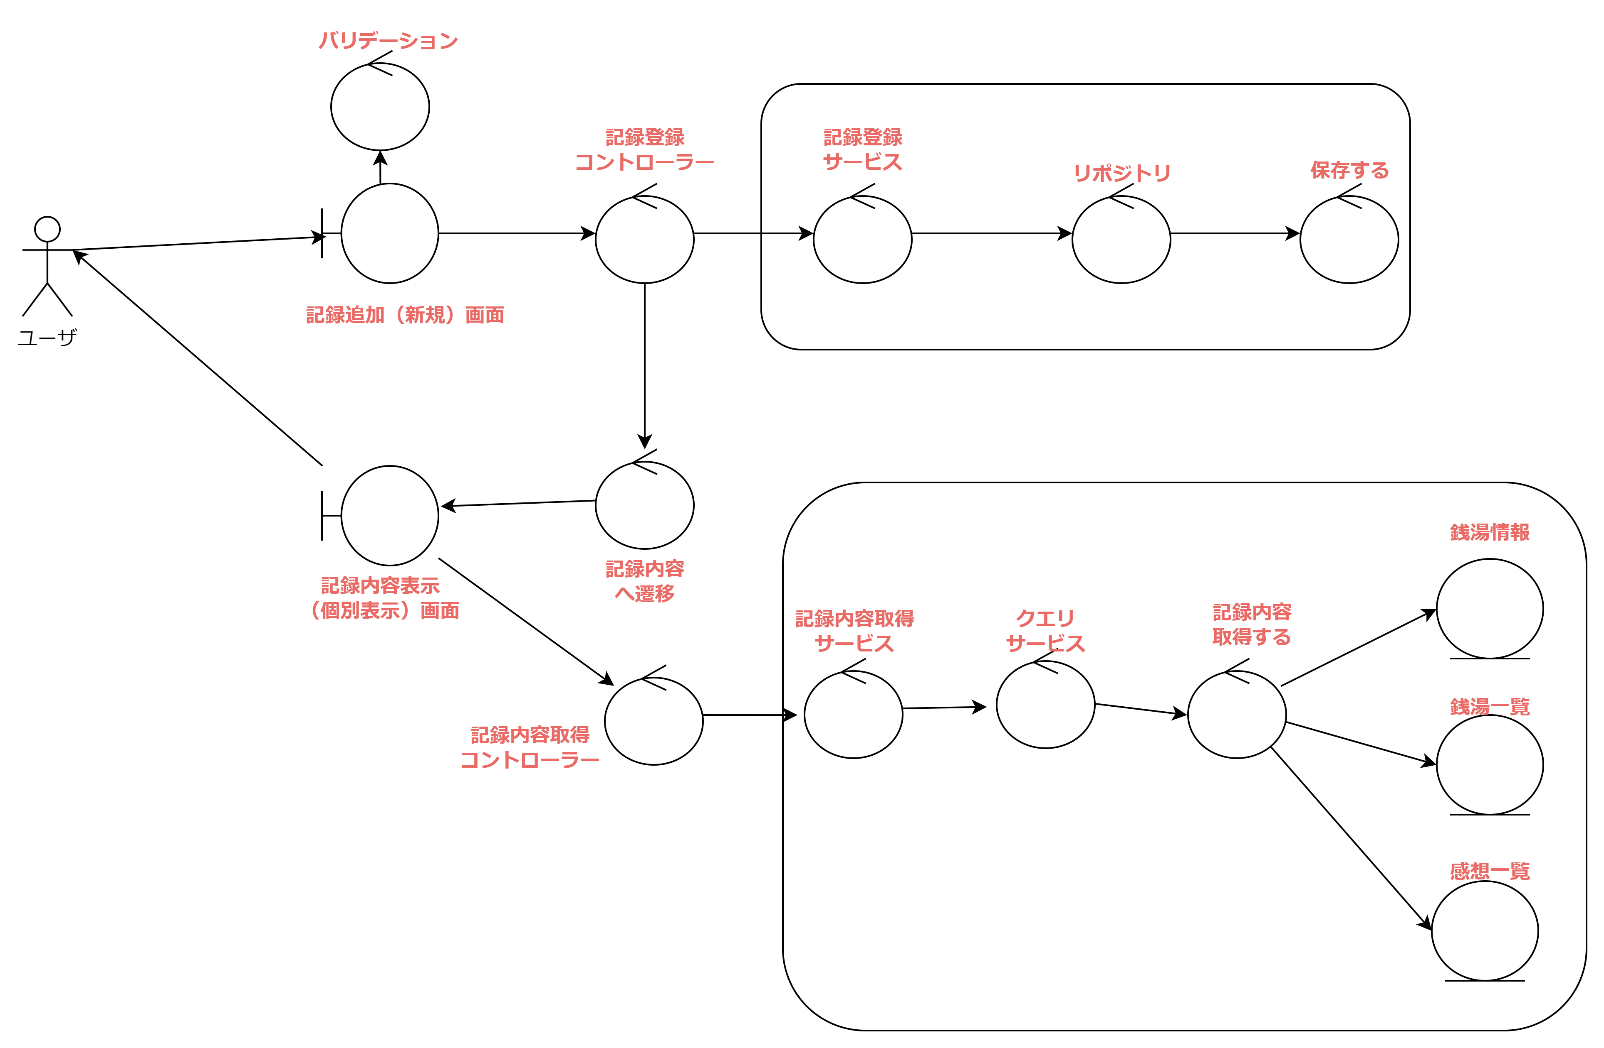 バリデーション
記録登録
コントローラー
記録登録
サービス
リポジトリ
保存する
記録追加（新規）画面
ユーザ
記録内容
へ遷移
記録内容表示
（個別表示）画面
記録内容取得
コントローラー
記録内容取得
サービス
クエリ
サービス
記録内容
取得する
銭湯情報
銭湯一覧
感想一覧